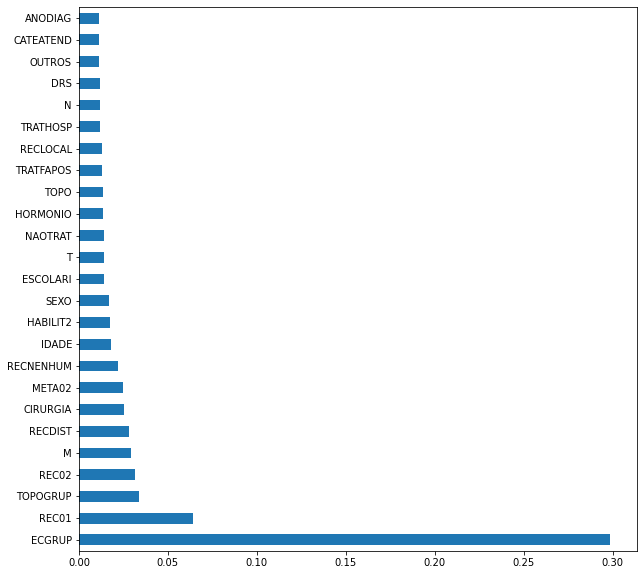 ANODIAG
CATEATEND
OUTROS
DRS
N
TRATHOSP
RECLOCAL
TRATFAPOS
TOPO
HORMONIO
NAOTRAT
T
ESCOLARI
SEXO
HABILIT2
IDADE
RECNENHUM
META02
CIRURGIA
RECDIST
M
REC02
TOPOGRUP
REC01
ECGRUP
0.00 0.05 0.10 0.15 0.20 0.25 0.30